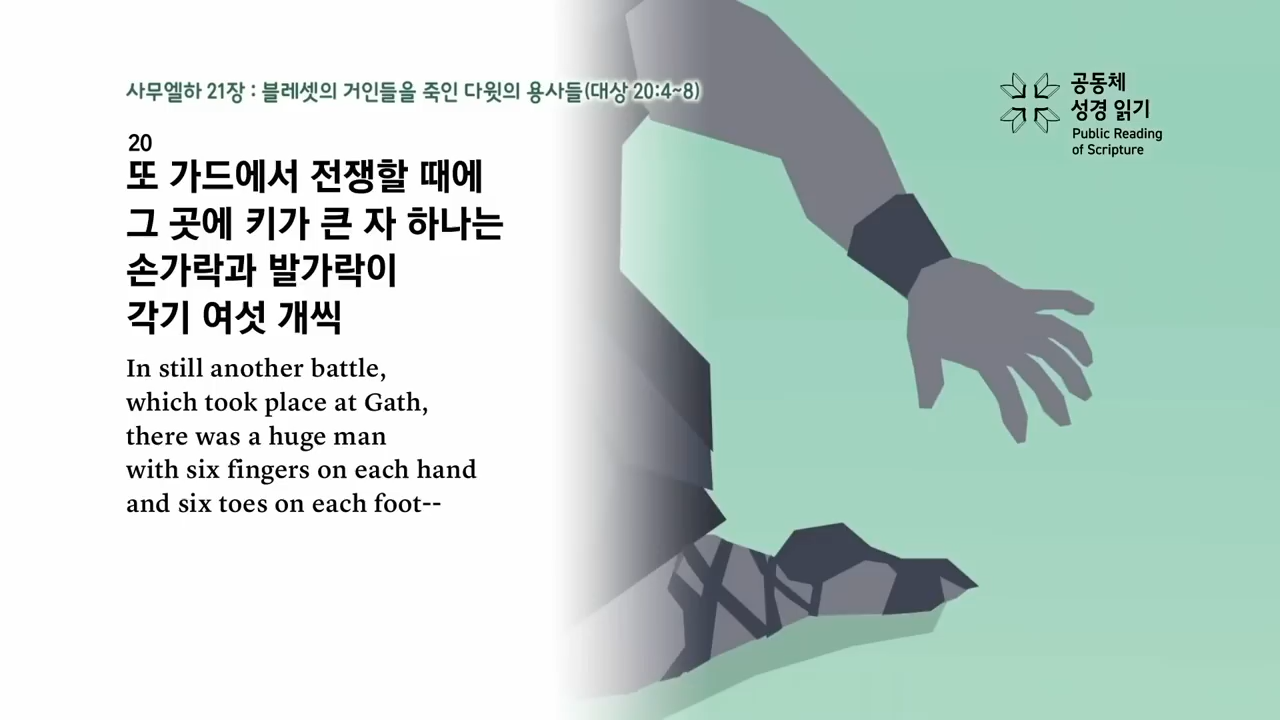 사무엘하 21장 : 블레셋의 거인들을 죽인 다윗의 용사들(대상 20:4~8)
공동체
성경 읽기
Public Reading
of Scripture
20
또 가드에서 전쟁할 때에
그 곳에 키가 큰 자 하나는
손가락과 발가락이
각기 여섯 개씩
In still another battle,
which took place at Gath,
there was a huge man
with six fingers on each hand
and six toes on each foot--